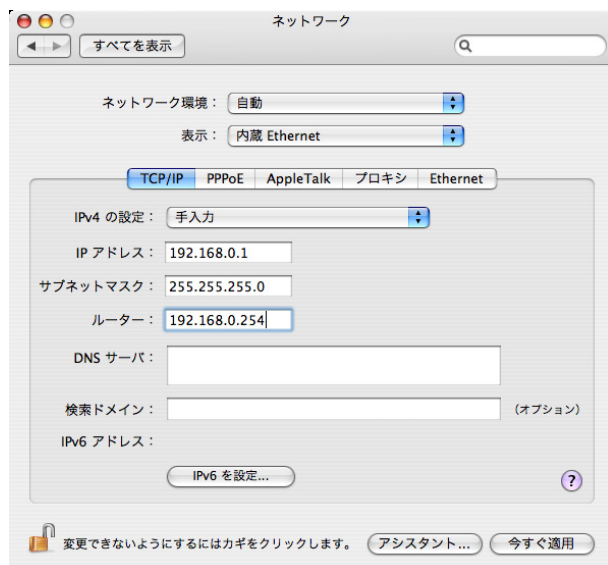 ネットワーク
すべてを表示
ネットワーク環境： 自動
表示： 内蔵 Ethernet
TCP/IP PPPoE AppleTalk プロキシ Ethernet
IPv4 の設定： 手入力
IP アドレス： 192.168.0.1
サブネットマスク： 255.255.255.0
ルーター： 192.168.0.254
DNS サーバ：
検索ドメイン： (オプション)
IPv6 アドレス：
IPv6 を設定... ?
変更できないようにするにはカギをクリックします。 アシスタント... 今すぐ適用